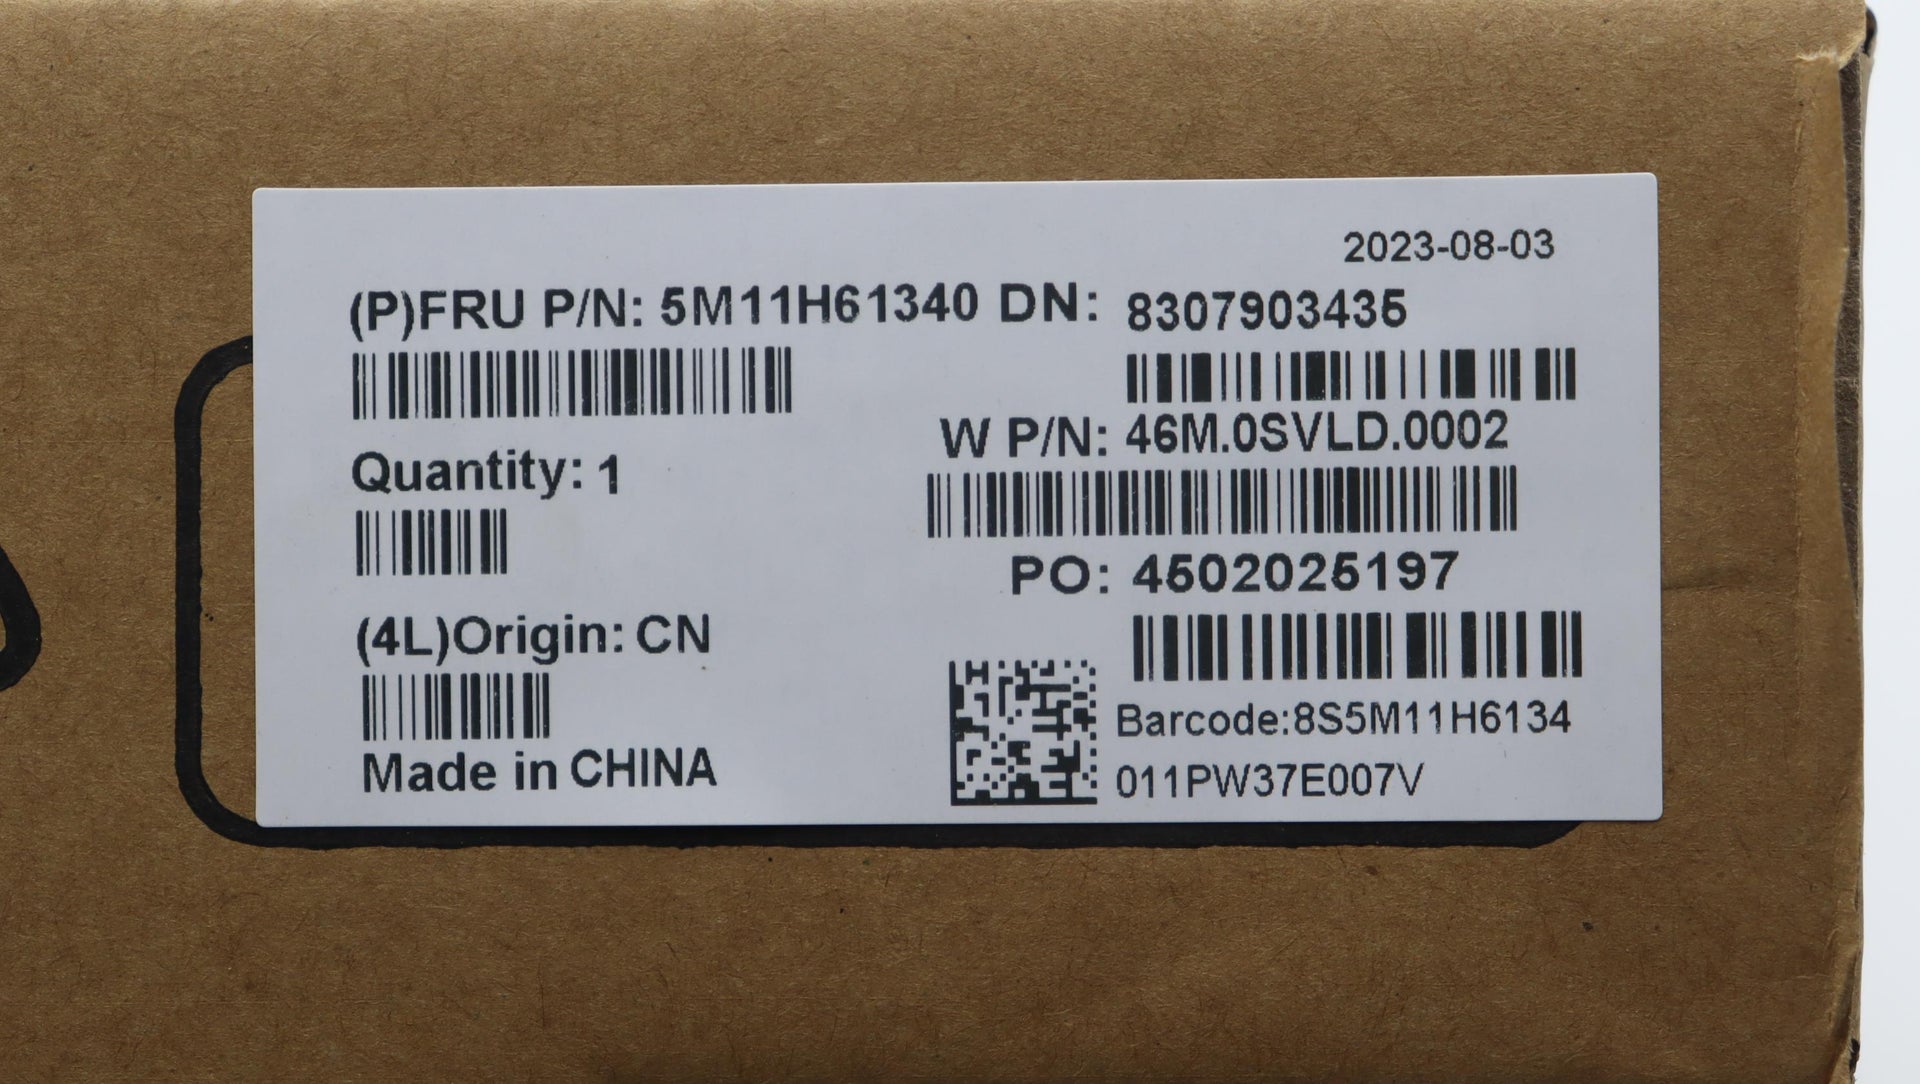 2023-08-03
(P)FRU P/N: 5M11H61340 DN: 8307903435
W P/N: 46M.0SVLD.0002
Quantity: 1
PO: 4502025197
(4L)Origin: CN
Barcode:8S5M11H6134
011PW37E007V
Made in CHINA